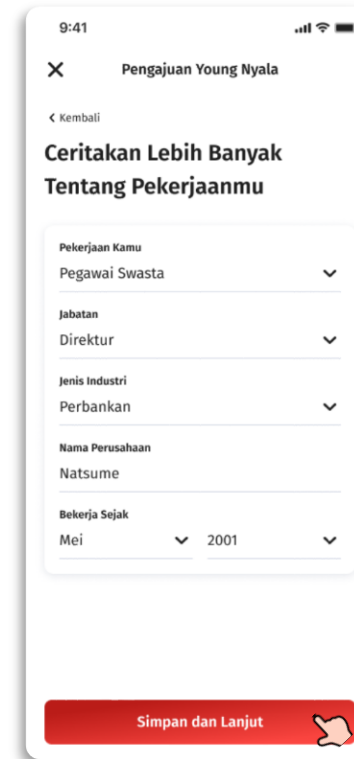 9:41
Pengajuan Young Nyala
Kembali
Ceritakan Lebih Banyak
Tentang Pekerjaanmu
Pekerjaan Kamu
Pegawai Swasta
Jabatan
Direktur
Jenis Industri
Perbankan
Nama Perusahaan
Natsume
Bekerja Sejak
Mei 2001
Simpan dan Lanjut